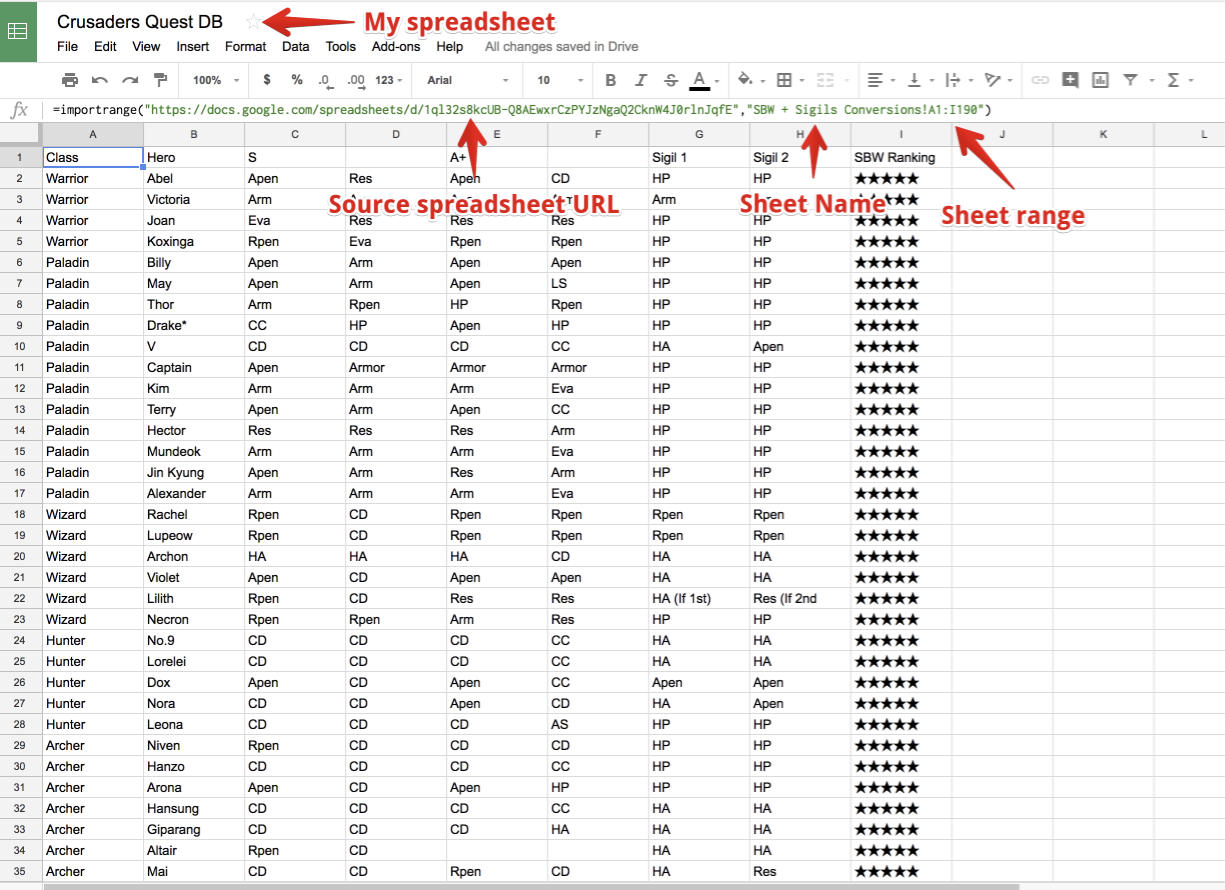 Crusaders Quest DB My spreadsheet
File Edit View Insert Format Data Tools Add-ons Help All changes saved in Drive
100% $ % .0 .00 123 Arial 10 B I S A
fx =importrange("https://docs.google.com/spreadsheets/d/1ql32s8kcUB-Q8AEwxrCzPYJzNgaQ2CknW4J0rlnJqfE","SBW + Sigils Conversions!A1:I190")
A B C D E F G H I J K L
1 Class Hero S A+ Sigil 1 Sigil 2 SBW Ranking
2 Warrior Abel Apen Res Apen CD HP HP ★★★★★
3 Warrior Victoria Arm Arm ★★★
Source spreadsheet URL Sheet Name Sheet range
4 Warrior Joan Eva Res Res Res HP HP ★★★★★
5 Warrior Koxinga Rpen Eva Rpen Rpen HP HP ★★★★★
6 Paladin Billy Apen Arm Apen Apen HP HP ★★★★★
7 Paladin May Apen Arm Apen LS HP HP ★★★★★
8 Paladin Thor Arm Rpen HP Rpen HP HP ★★★★★
9 Paladin Drake* CC HP Apen HP HP HP ★★★★★
10 Paladin V CD CD CD CC HA Apen ★★★★★
11 Paladin Captain Apen Armor Armor Armor HP HP ★★★★★
12 Paladin Kim Arm Arm Arm Eva HP HP ★★★★★
13 Paladin Terry Apen Arm Apen CC HP HP ★★★★★
14 Paladin Hector Res Res Res Arm HP HP ★★★★★
15 Paladin Mundeok Arm Arm Arm Eva HP HP ★★★★★
16 Paladin Jin Kyung Apen Arm Res Arm HP HP ★★★★★
17 Paladin Alexander Arm Arm Arm Eva HP HP ★★★★★
18 Wizard Rachel Rpen CD Rpen Rpen Rpen Rpen ★★★★★
19 Wizard Lupeow Rpen CD Rpen Rpen Rpen Rpen ★★★★★
20 Wizard Archon HA HA HA CD HA HA ★★★★★
21 Wizard Violet Apen CD Apen Apen HA HA ★★★★★
22 Wizard Lilith Rpen CD Res Res HA (If 1st) Res (If 2nd ★★★★★
23 Wizard Necron Rpen Rpen Arm Res HP HP ★★★★★
24 Hunter No.9 CD CD CD CC HA HA ★★★★★
25 Hunter Lorelei CD CD CD CC HA HA ★★★★★
26 Hunter Dox Apen CD Apen CC Apen Apen ★★★★★
27 Hunter Nora CD CD Apen CD HA Apen ★★★★★
28 Hunter Leona CD CD CD AS HP HP ★★★★★
29 Archer Niven Rpen CD CD CD HP HP ★★★★★
30 Archer Hanzo CD CD CD CC HP HP ★★★★★
31 Archer Arona Apen CD Apen HP HP HP ★★★★★
32 Archer Hansung CD CD CD CC HA HA ★★★★★
33 Archer Giparang CD CD CD HA HA HA ★★★★★
34 Archer Altair Rpen CD HA HA ★★★★★
35 Archer Mai CD CD Rpen CD HA Res ★★★★★